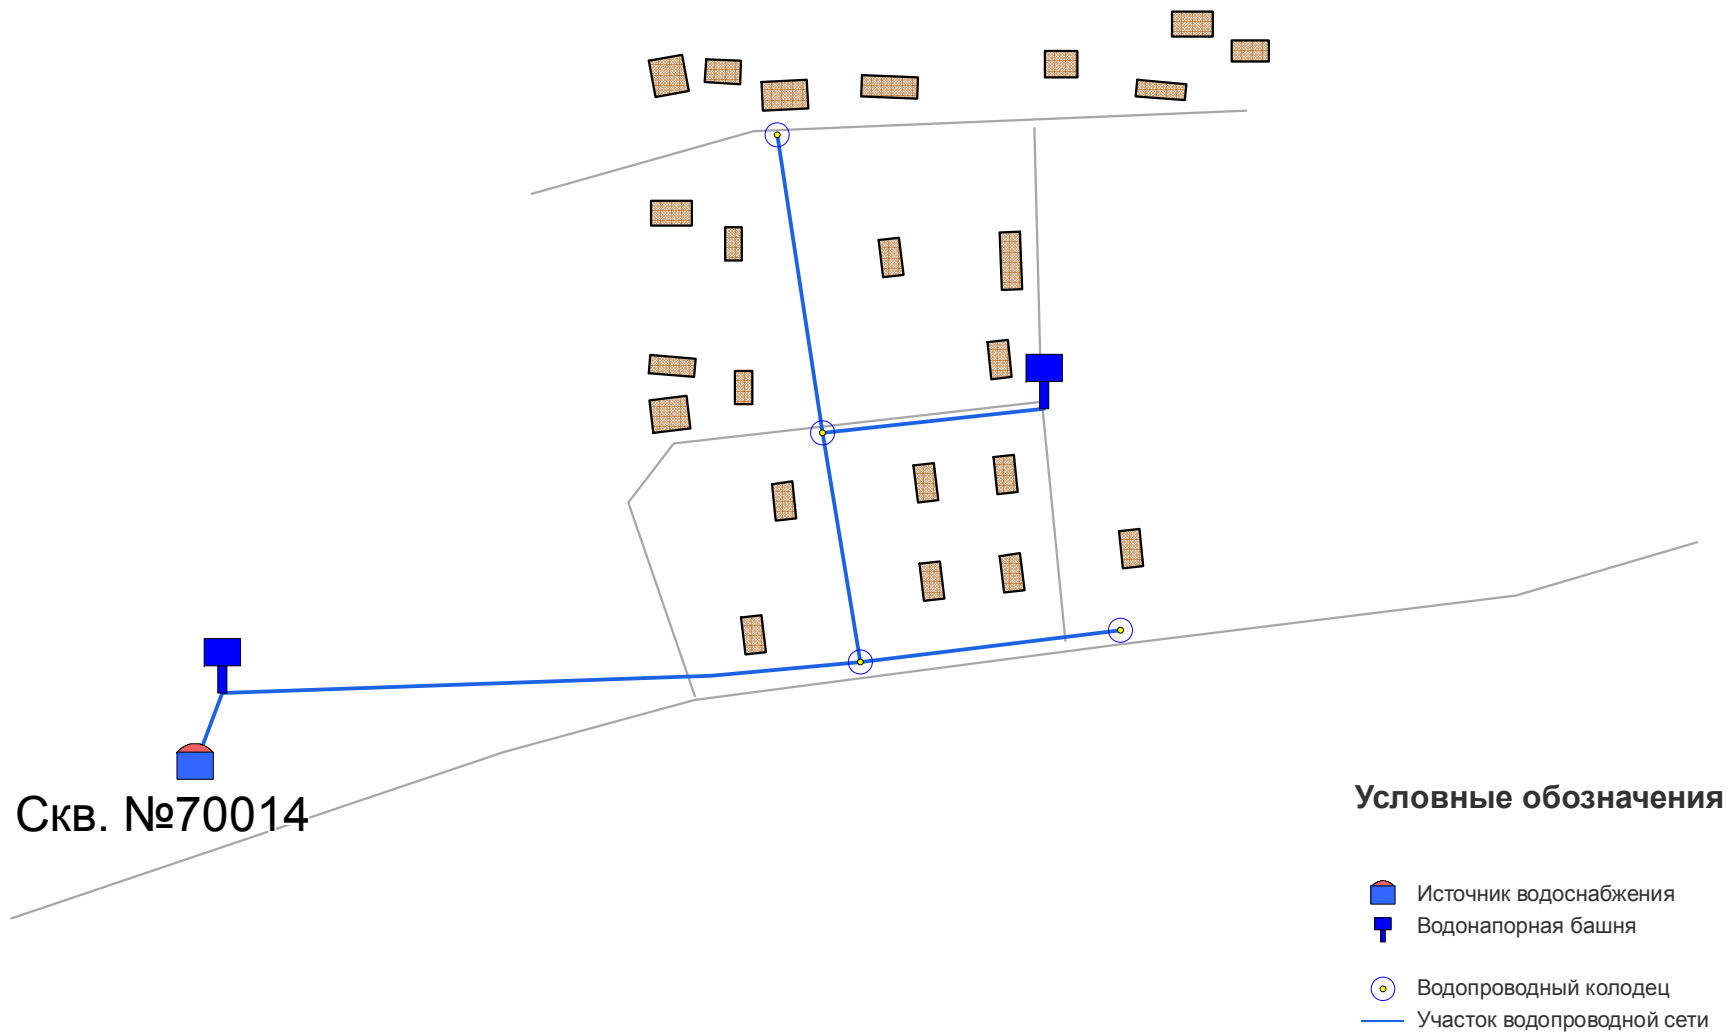 Скв. №70014
Условные обозначения
Источник водоснабжения
Водонапорная башня
Водопроводный колодец
Участок водопроводной сети